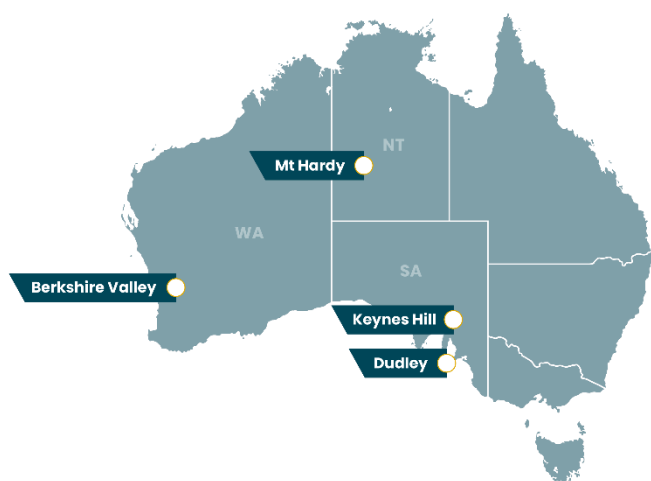 NT
Mt Hardy
WA
SA
Berkshire Valley
Keynes Hill
Dudley